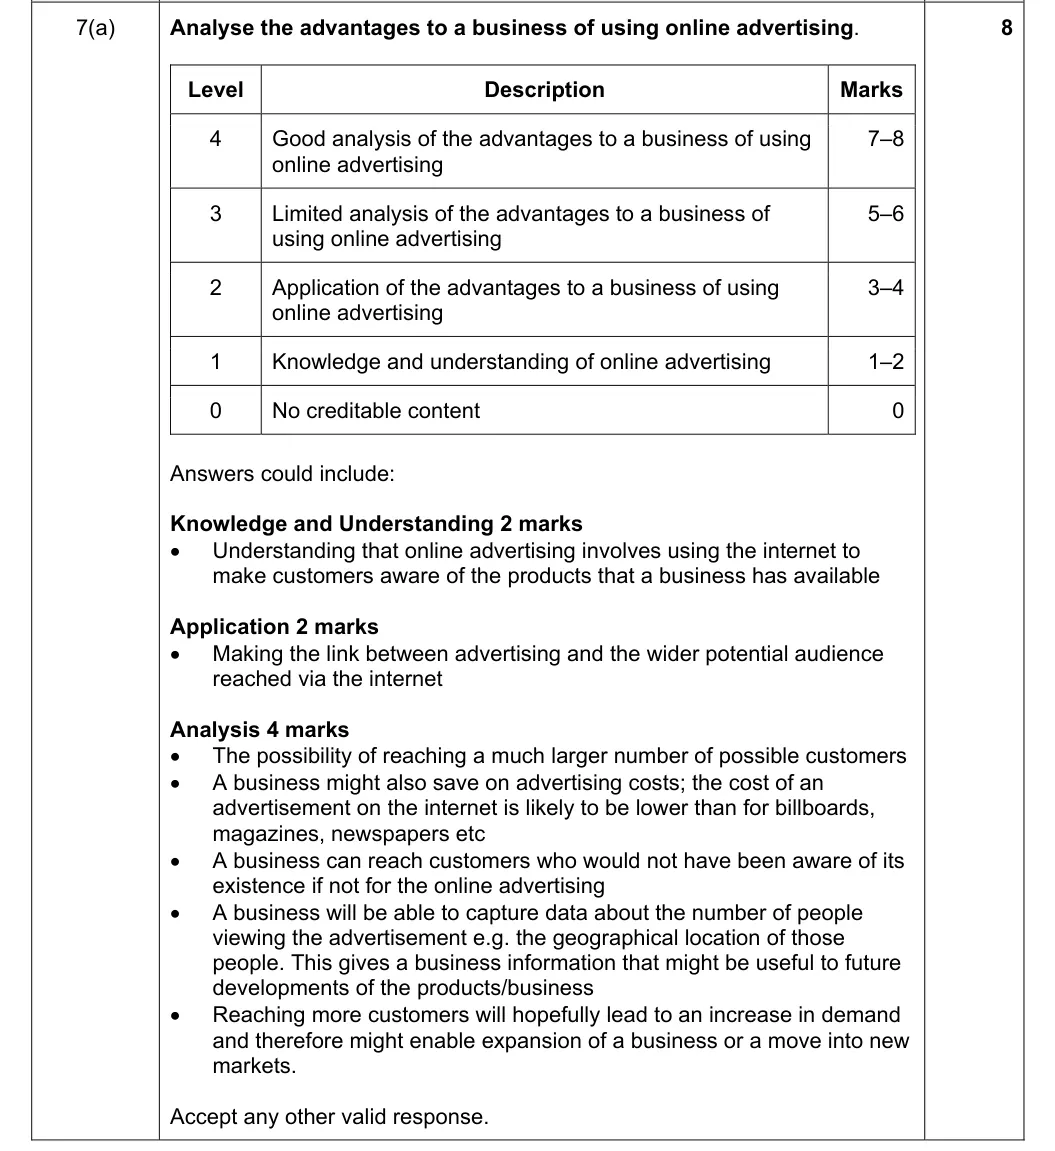 7(a) Analyse the advantages to a business of using online advertising. 8
Level Description Marks
4 Good analysis of the advantages to a business of using 7–8
online advertising
3 Limited analysis of the advantages to a business of 5–6
using online advertising
2 Application of the advantages to a business of using 3–4
online advertising
1 Knowledge and understanding of online advertising 1–2
0 No creditable content 0
Answers could include:
Knowledge and Understanding 2 marks
• Understanding that online advertising involves using the internet to
make customers aware of the products that a business has available
Application 2 marks
• Making the link between advertising and the wider potential audience
reached via the internet
Analysis 4 marks
• The possibility of reaching a much larger number of possible customers
• A business might also save on advertising costs; the cost of an
advertisement on the internet is likely to be lower than for billboards,
magazines, newspapers etc
• A business can reach customers who would not have been aware of its
existence if not for the online advertising
• A business will be able to capture data about the number of people
viewing the advertisement e.g. the geographical location of those
people. This gives a business information that might be useful to future
developments of the products/business
• Reaching more customers will hopefully lead to an increase in demand
and therefore might enable expansion of a business or a move into new
markets.
Accept any other valid response.